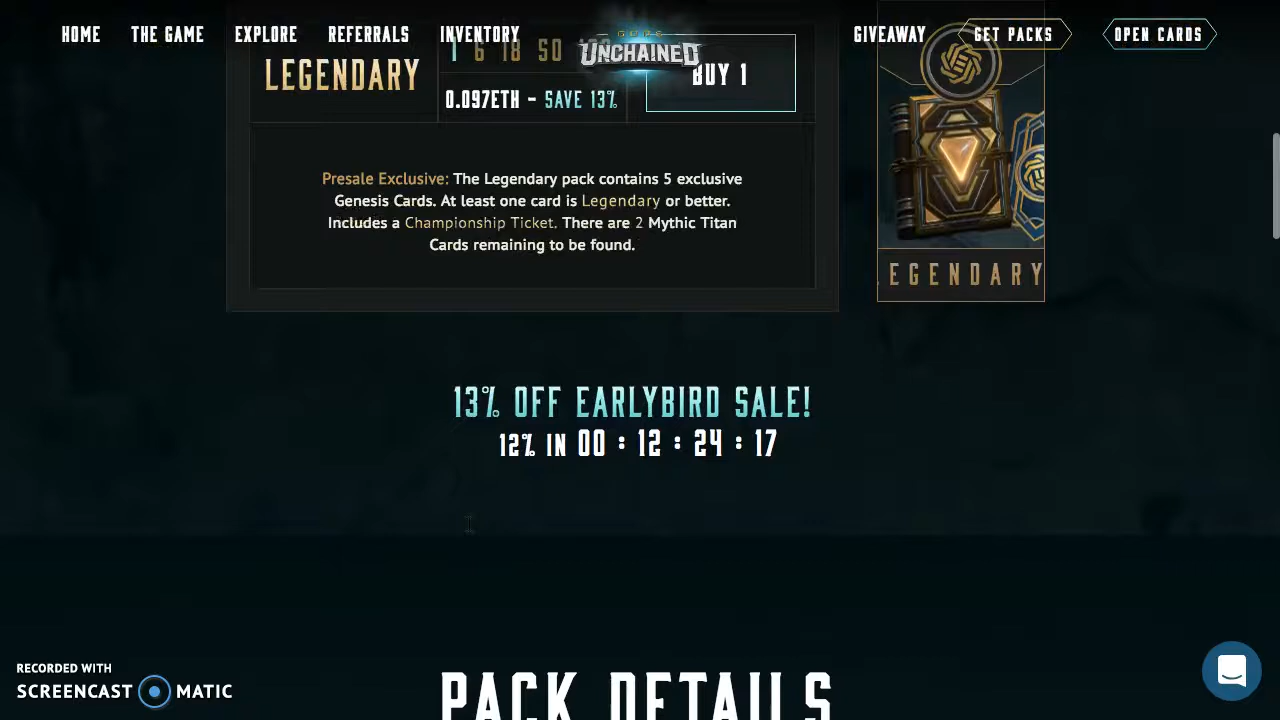 HOME THE GAME EXPLORE REFERRALS INVENTORY GODS UNCHAINED GIVEAWAY GET PACKS OPEN CARDS
LEGENDARY
1 6 18 50
0.097ETH - SAVE 13%
BUY 1
Presale Exclusive: The Legendary pack contains 5 exclusive
Genesis Cards. At least one card is Legendary or better.
Includes a Championship Ticket. There are 2 Mythic Titan
Cards remaining to be found.
EGENDARY
13% OFF EARLYBIRD SALE!
12% IN 00 : 12 : 24 : 17
PACK DETAILS
RECORDED WITH
SCREENCAST MATIC